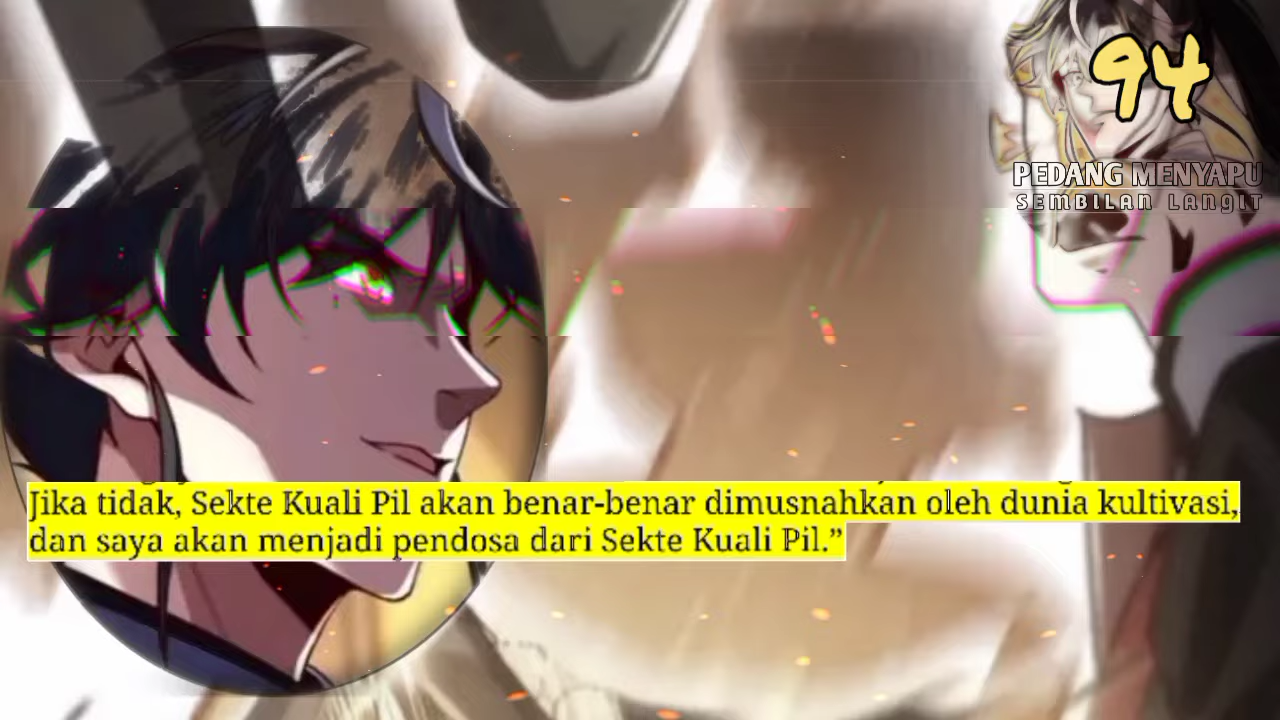 94
PEDANG MENYAPU
SEMBILAN LANGIT
Jika tidak, Sekte Kuali Pil akan benar-benar dimusnahkan oleh dunia kultivasi,
dan saya akan menjadi pendosa dari Sekte Kuali Pil.”